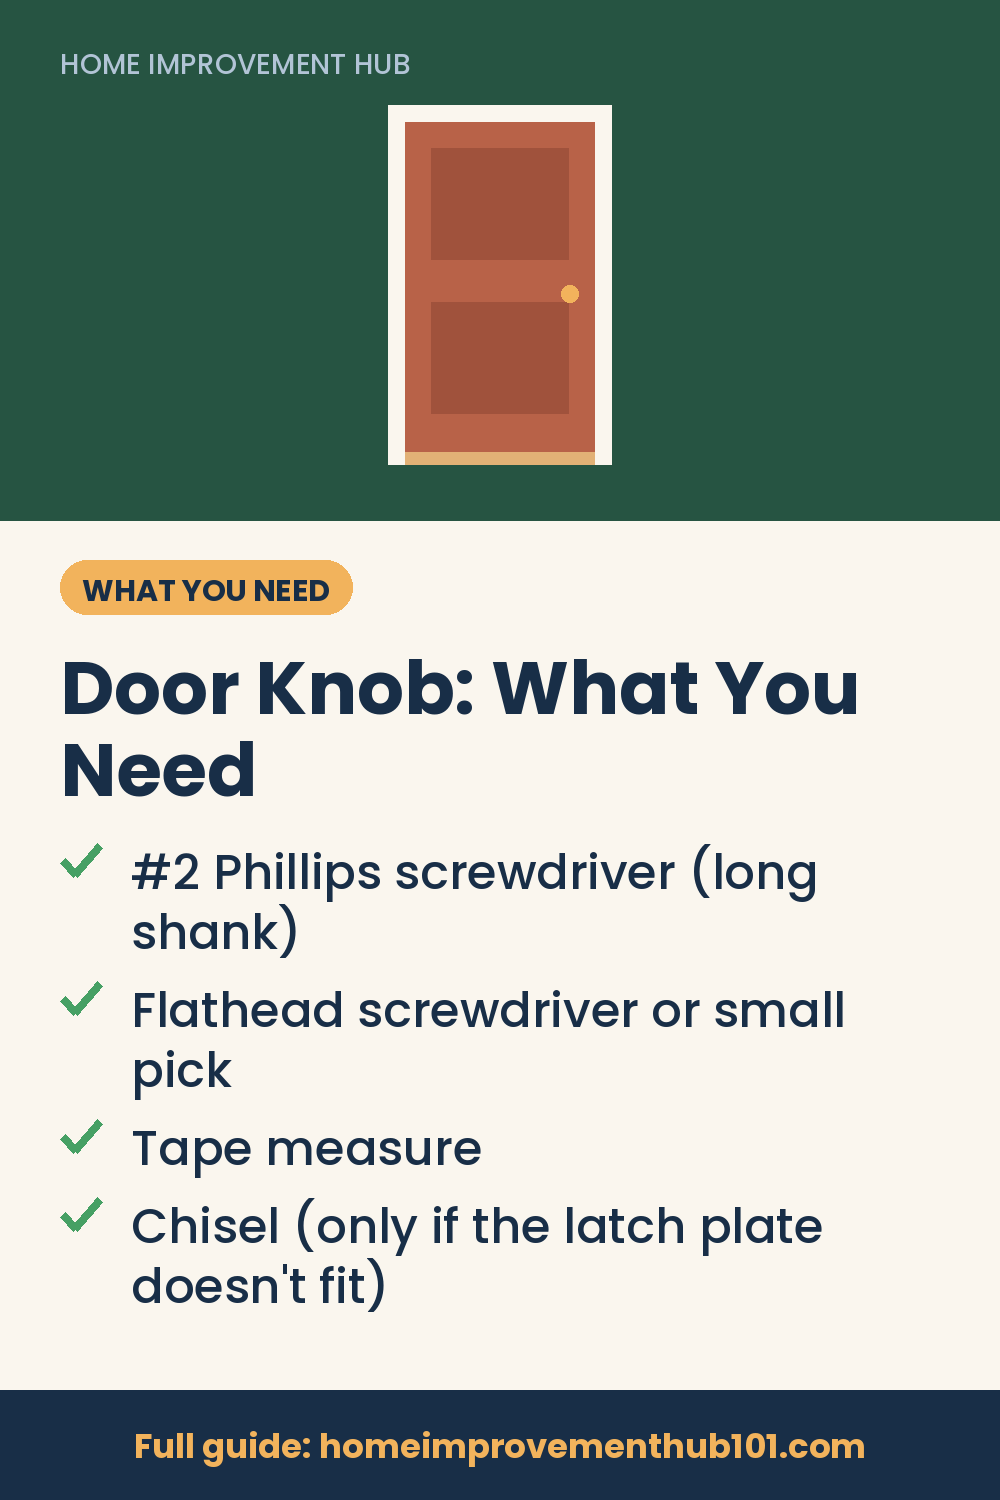 HOME IMPROVEMENT HUB
WHAT YOU NEED
Door Knob: What You
Need
#2 Phillips screwdriver (long
shank)
Flathead screwdriver or small
pick
Tape measure
Chisel (only if the latch plate
doesn't fit)
Full guide: homeimprovementhub101.com